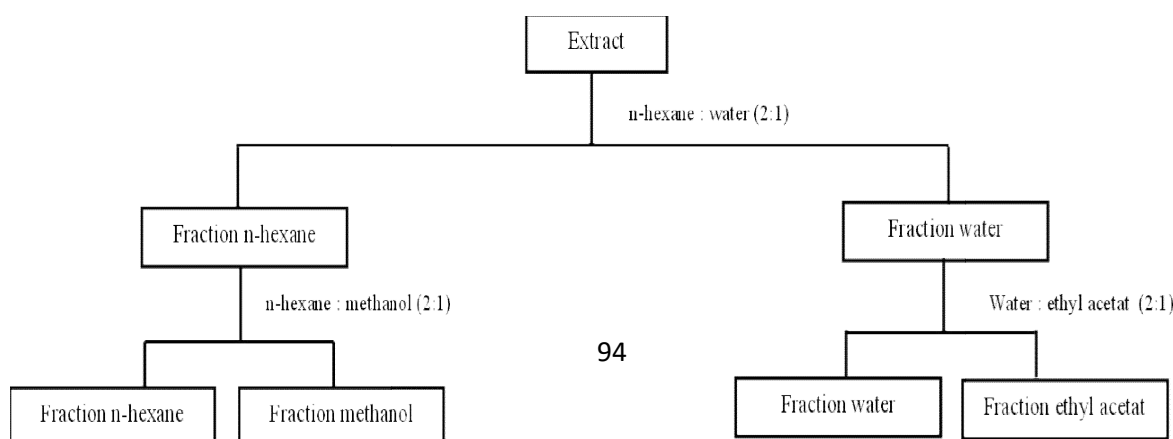 Extract
n-hexane : water (2:1)
Fraction n-hexane
Fraction water
n-hexane : methanol (2:1)
Water : ethyl acetat (2:1)
94
Fraction n-hexane
Fraction methanol
Fraction water
Fraction ethyl acetat